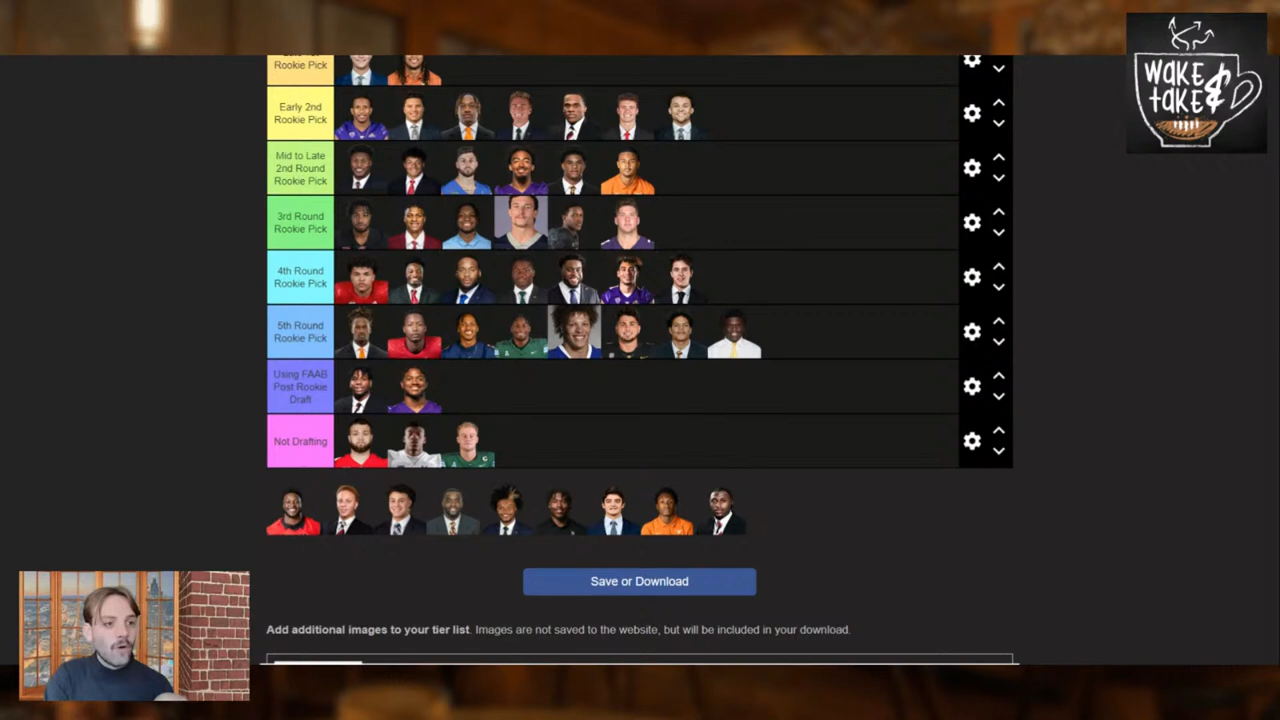 WAKE &
TAKE
Rookie Pick
Early 2nd
Rookie Pick
Mid to Late
2nd Round
Rookie Pick
3rd Round
Rookie Pick
4th Round
Rookie Pick
5th Round
Rookie Pick
Using FAAB
Post Rookie
Draft
Not Drafting
Save or Download
Add additional images to your tier list. Images are not saved to the website, but will be included in your download.